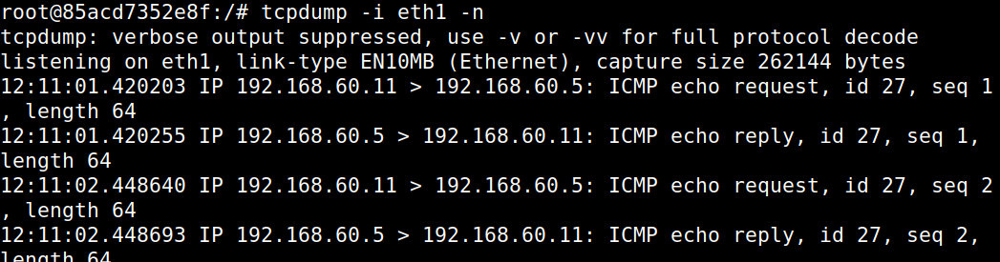 root@85acd7352e8f:/# tcpdump -i eth1 -n
tcpdump: verbose output suppressed, use -v or -vv for full protocol decode
listening on eth1, link-type EN10MB (Ethernet), capture size 262144 bytes
12:11:01.420203 IP 192.168.60.11 > 192.168.60.5: ICMP echo request, id 27, seq 1
, length 64
12:11:01.420255 IP 192.168.60.5 > 192.168.60.11: ICMP echo reply, id 27, seq 1,
length 64
12:11:02.448640 IP 192.168.60.11 > 192.168.60.5: ICMP echo request, id 27, seq 2
, length 64
12:11:02.448693 IP 192.168.60.5 > 192.168.60.11: ICMP echo reply, id 27, seq 2,
length 64